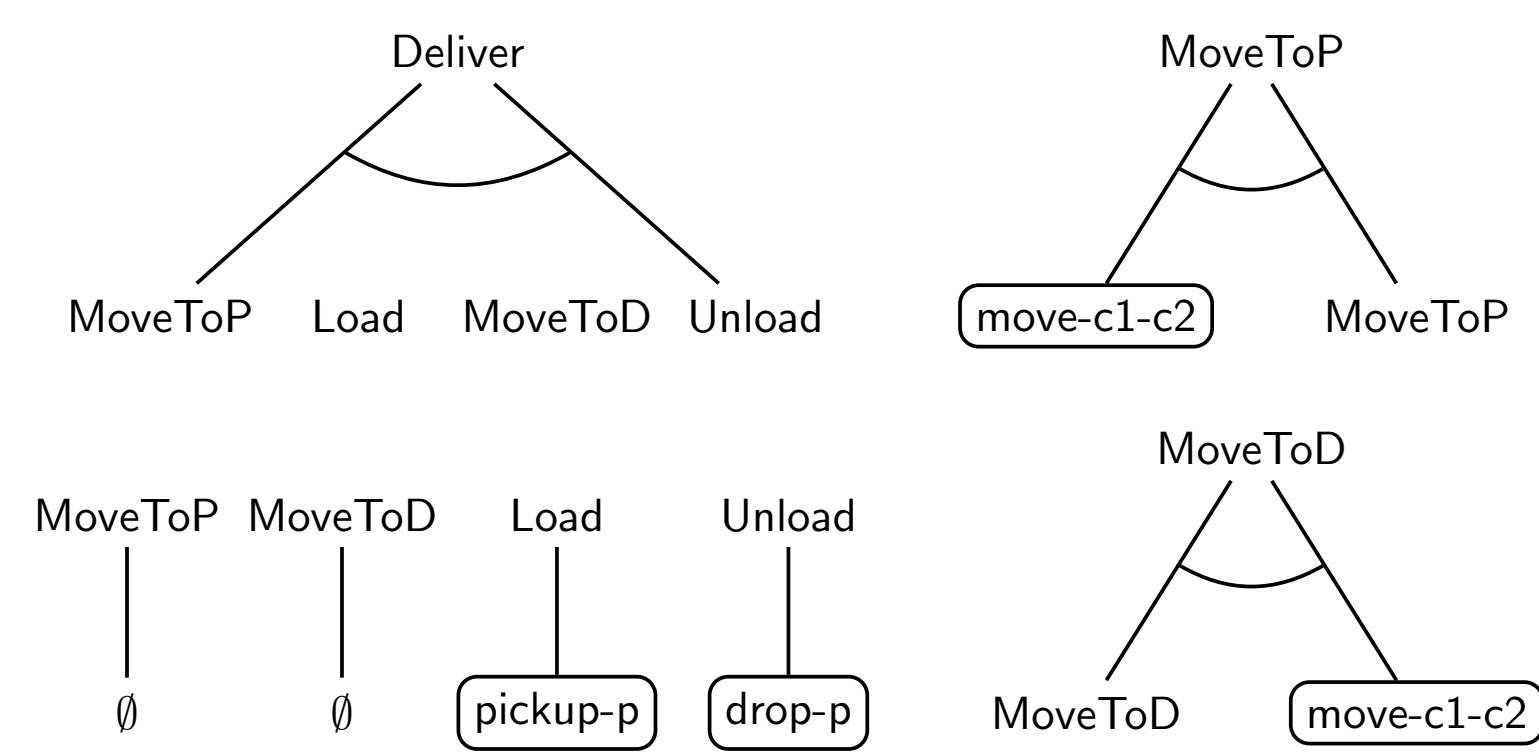 Deliver MoveToP
MoveToP Load MoveToD Unload move-c1-c2 MoveToP
MoveToD
MoveToP MoveToD Load Unload
∅ ∅ pickup-p drop-p MoveToD move-c1-c2